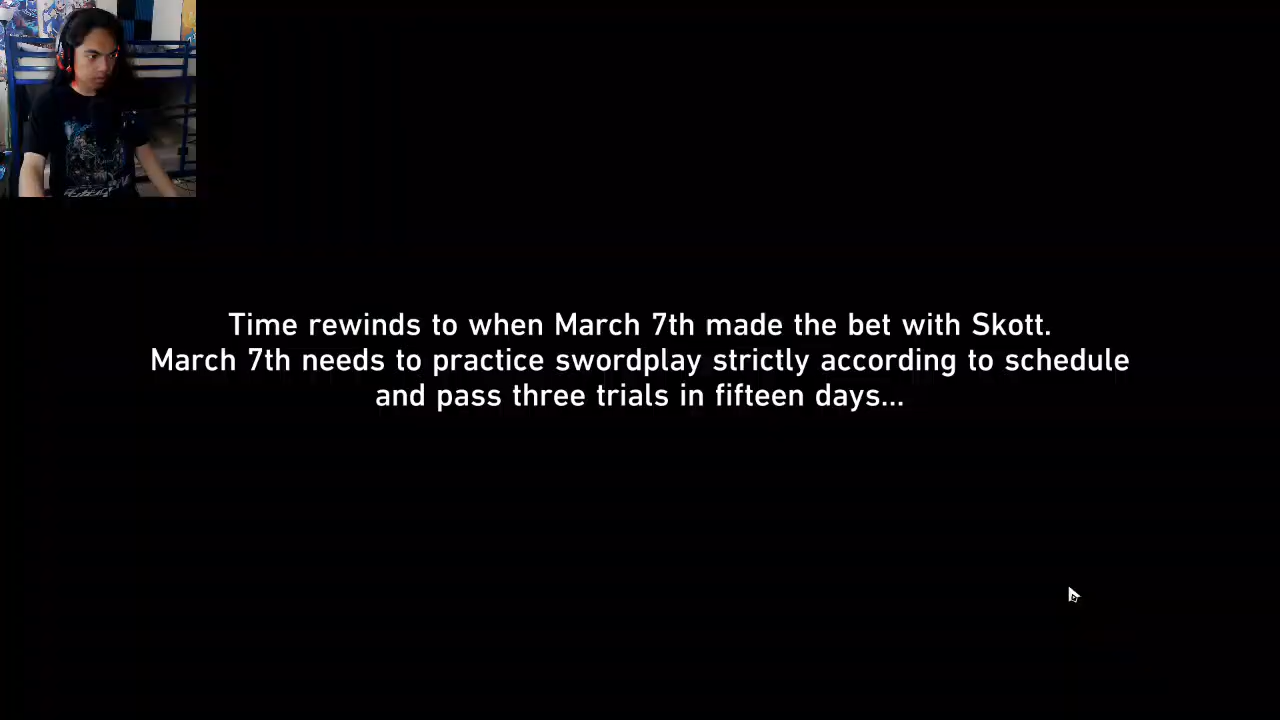 Time rewinds to when March 7th made the bet with Skott.
March 7th needs to practice swordplay strictly according to schedule
and pass three trials in fifteen days...